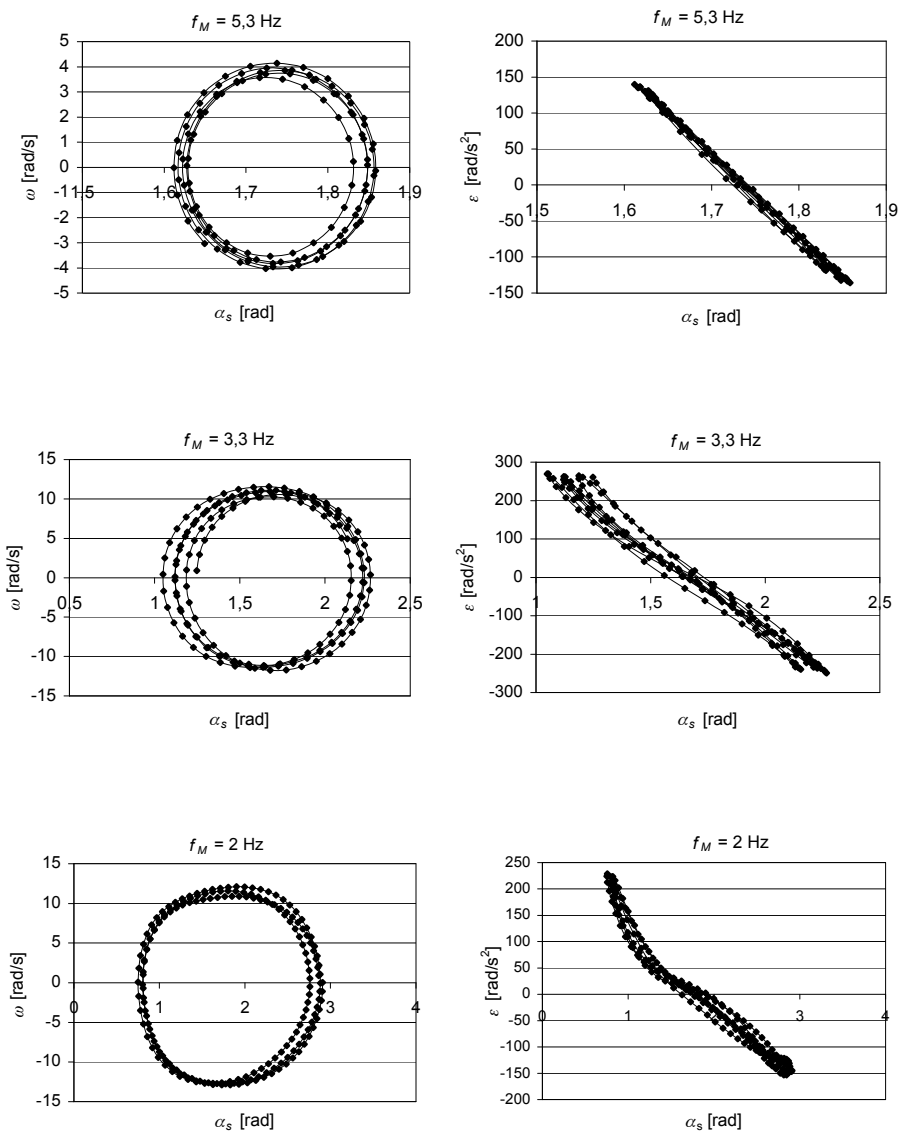 f_M = 5,3 Hz
5
4
3
2
1
0
-1
-2
-3
-4
-5
1,5 1,6 1,7 1,8 1,9
ω [rad/s]
α_s [rad]
f_M = 5,3 Hz
200
150
100
50
0
-50
-100
-150
1,5 1,6 1,7 1,8 1,9
ε [rad/s²]
α_s [rad]
f_M = 3,3 Hz
15
10
5
0
-5
-10
-15
0,5 1 1,5 2 2,5
ω [rad/s]
α_s [rad]
f_M = 3,3 Hz
300
200
100
0
-100
-200
-300
1 1,5 2 2,5
ε [rad/s²]
α_s [rad]
f_M = 2 Hz
15
10
5
0
-5
-10
-15
0 1 2 3 4
ω [rad/s]
α_s [rad]
f_M = 2 Hz
250
200
150
100
50
0
-50
-100
-150
-200
0 1 3 4
ε [rad/s²]
α_s [rad]